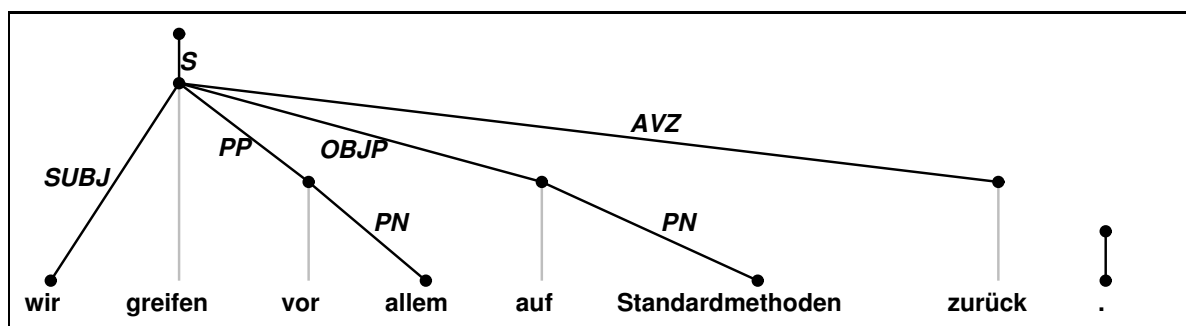 S
AVZ
PP OBJP
SUBJ
PN PN
wir greifen vor allem auf Standardmethoden zurück .